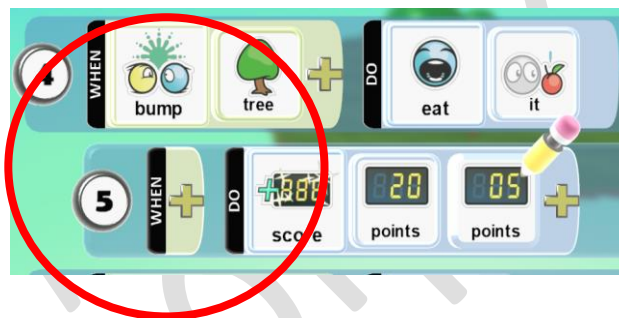 4 WHEN bump tree + DO eat it
5 WHEN + DO +888 score 20 points 05 points +